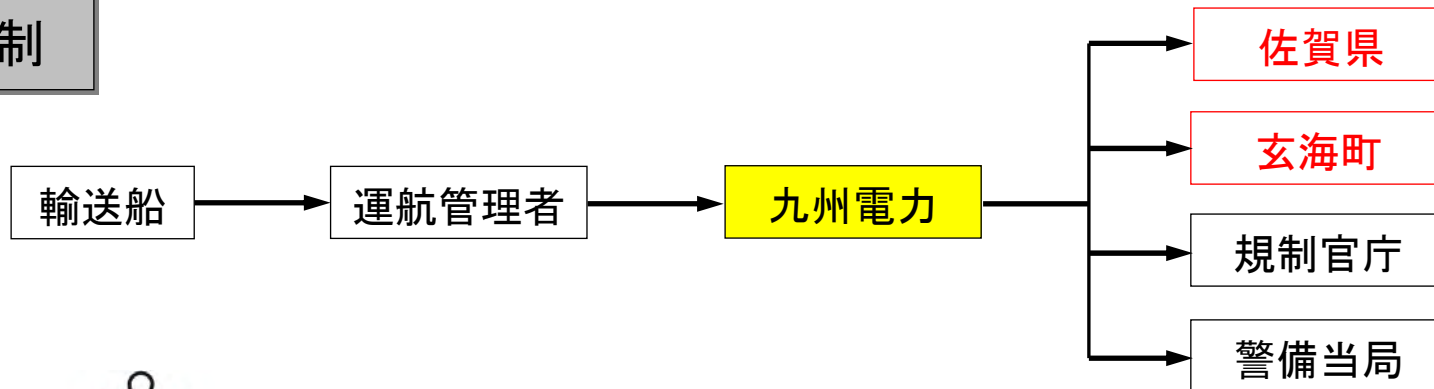 制
佐賀県
玄海町
輸送船
運航管理者
九州電力
規制官庁
警備当局